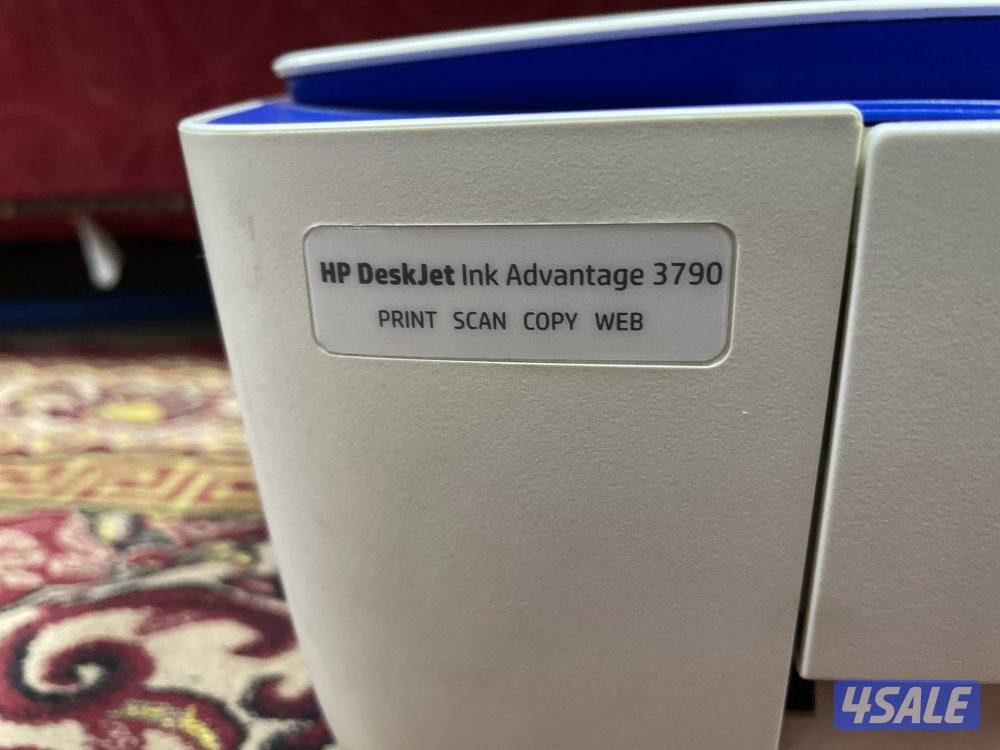 HP DeskJet Ink Advantage 3790
PRINT SCAN COPY WEB
4SALE